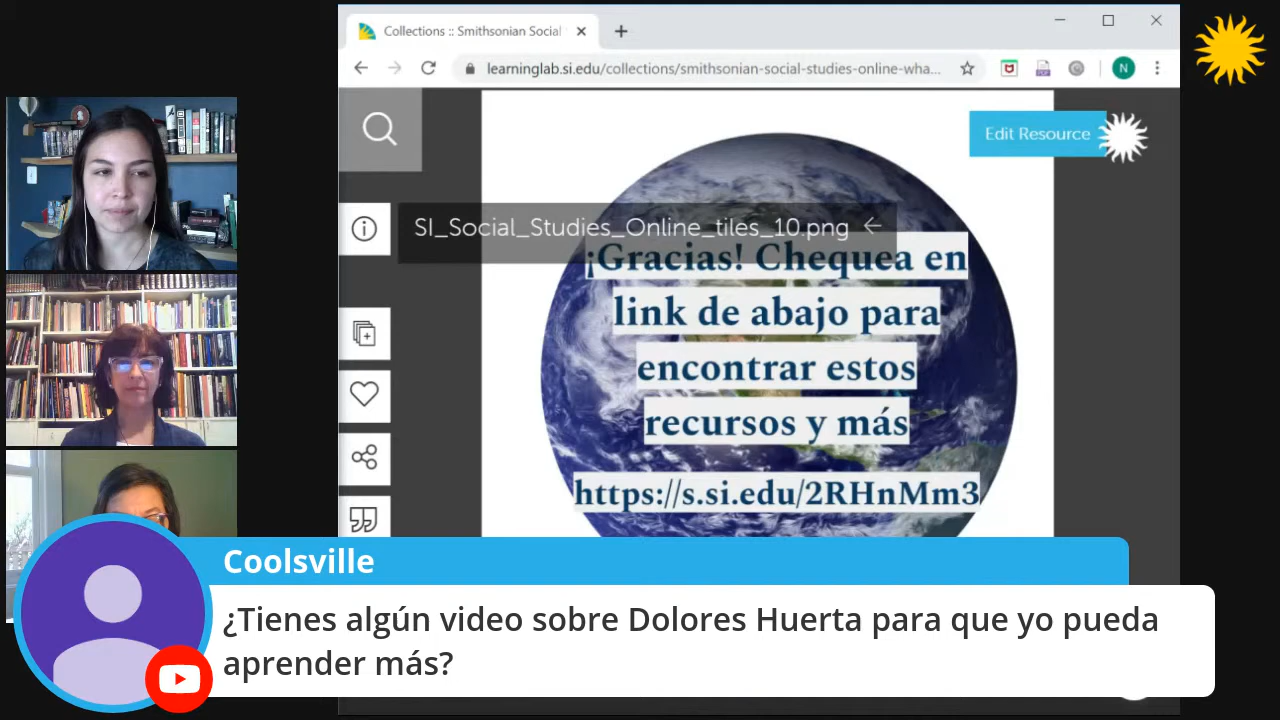 Collections :: Smithsonian Social
learninglab.si.edu/collections/smithsonian-social-studies-online-wha...
N
Edit Resource
SI_Social_Studies_Online_tiles_10.png
¡Gracias! Chequea en
link de abajo para
encontrar estos
recursos y más
https://s.si.edu/2RHnMm3
Coolsville
¿Tienes algún video sobre Dolores Huerta para que yo pueda
aprender más?